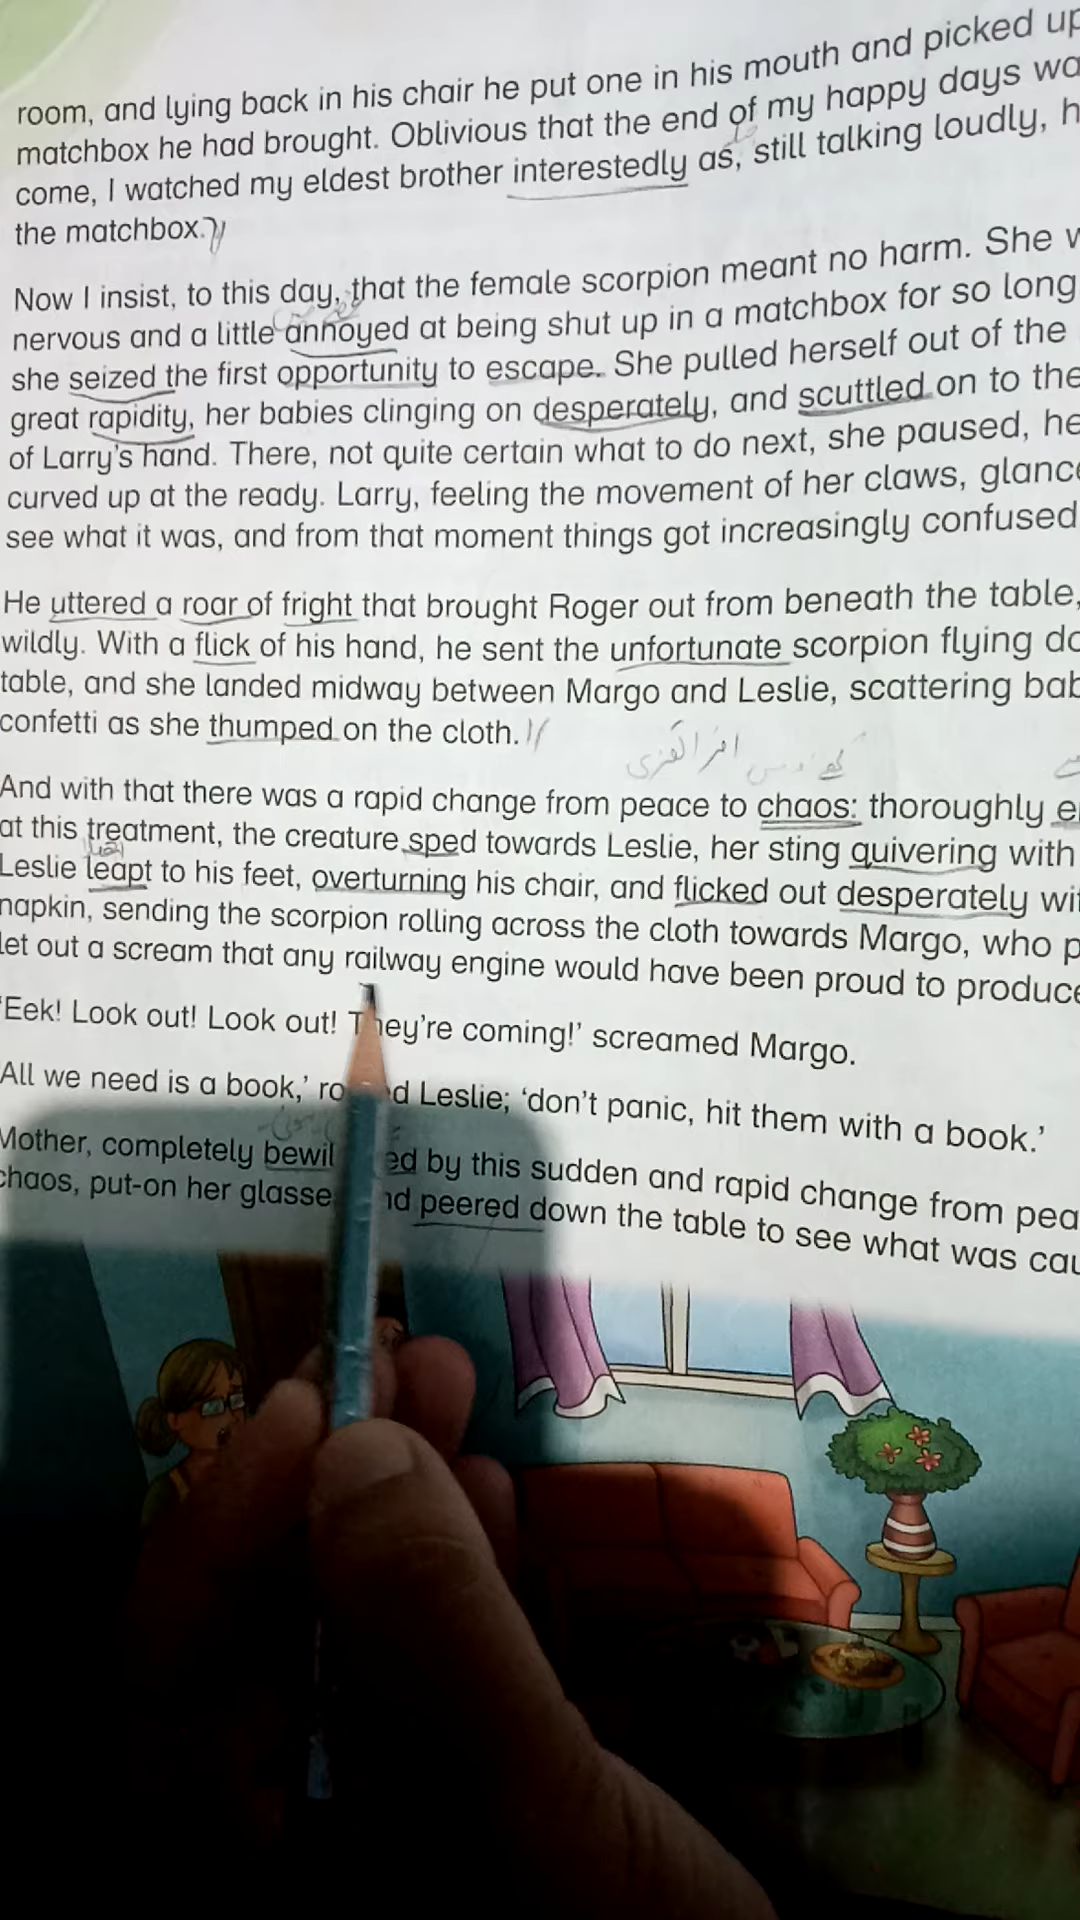 room, and lying back in his chair he put one in his mouth and picked up
matchbox he had brought. Oblivious that the end of my happy days
come, I watched my eldest brother interestedly as, still talking loudly,
the matchbox.
Now I insist, to this day, that the female scorpion meant no harm. She
nervous and a little annoyed at being shut up in a matchbox for so long
she seized the first opportunity to escape. She pulled herself out of the
great rapidity, her babies clinging on desperately, and scuttled on to the
of Larry's hand. There, not quite certain what to do next, she paused,
curved up at the ready. Larry, feeling the movement of her claws,
see what it was, and from that moment things got increasingly confused
He uttered a roar of fright that brought Roger out from beneath the table,
wildly. With a flick of his hand, he sent the unfortunate scorpion flying
table, and she landed midway between Margo and Leslie, scattering
confetti as she thumped on the cloth.
And with that there was a rapid change from peace to chaos: thoroughly
at this treatment, the creature sped towards Leslie, her sting quivering with
Leslie leapt to his feet, overturning his chair, and flicked out desperately
napkin, sending the scorpion rolling across the cloth towards Margo, who
let out a scream that any railway engine would have been proud to produce
'Eek! Look out! Look out! They're coming!' screamed Margo.
All we need is a book,' Leslie; 'don't panic, hit them with a book.'
Mother, completely by this sudden and rapid change from
chaos, put-on her peered down the table to see what was